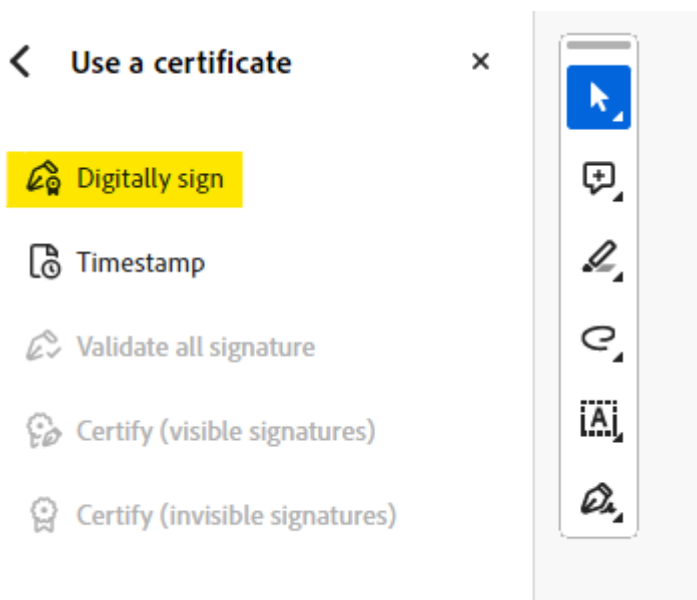 Use a certificate
Digitally sign
Timestamp
Validate all signature
Certify (visible signatures)
Certify (invisible signatures)
A